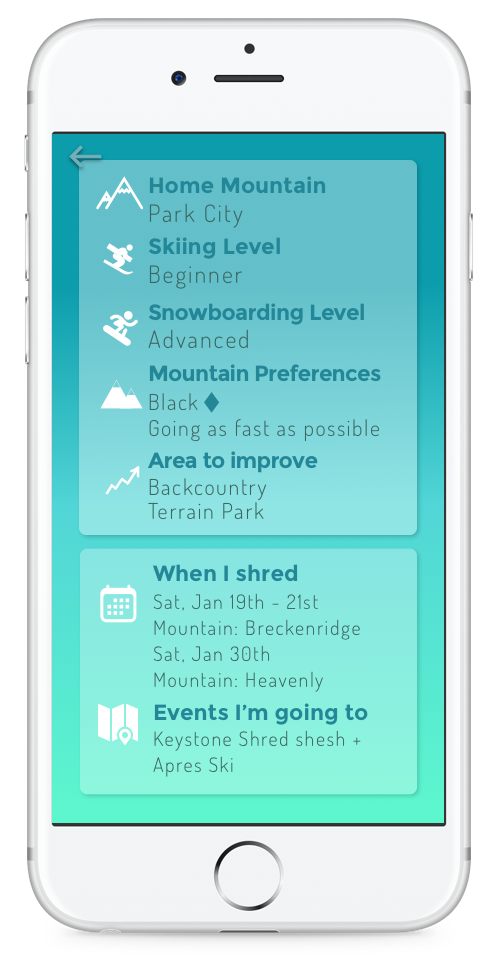 Home Mountain
Park City
Skiing Level
Beginner
Snowboarding Level
Advanced
Mountain Preferences
Black
Going as fast as possible
Area to improve
Backcountry
Terrain Park
When I shred
Sat, Jan 19th - 21st
Mountain: Breckenridge
Sat, Jan 30th
Mountain: Heavenly
Events I'm going to
Keystone Shred shesh +
Apres Ski